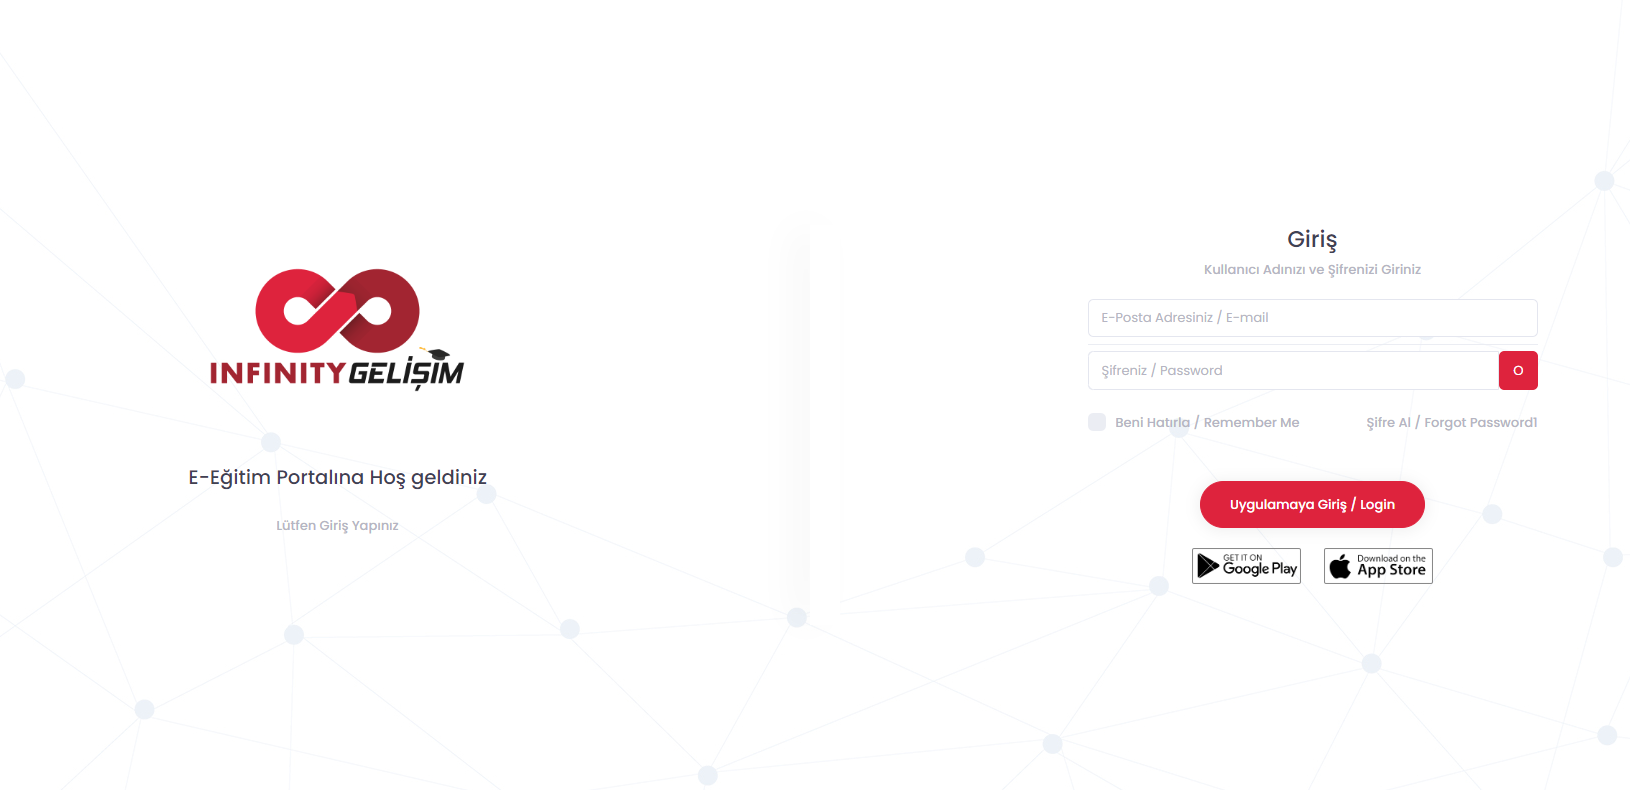 INFINITY GELİŞİM
E-Eğitim Portalına Hoş geldiniz
Lütfen Giriş Yapınız
Giriş
Kullanıcı Adınızı ve Şifrenizi Giriniz
E-Posta Adresiniz / E-mail
Şifreniz / Password
O
Beni Hatırla / Remember Me
Şifre Al / Forgot Password1
Uygulamaya Giriş / Login
GET IT ON
Google Play
Download on the
App Store